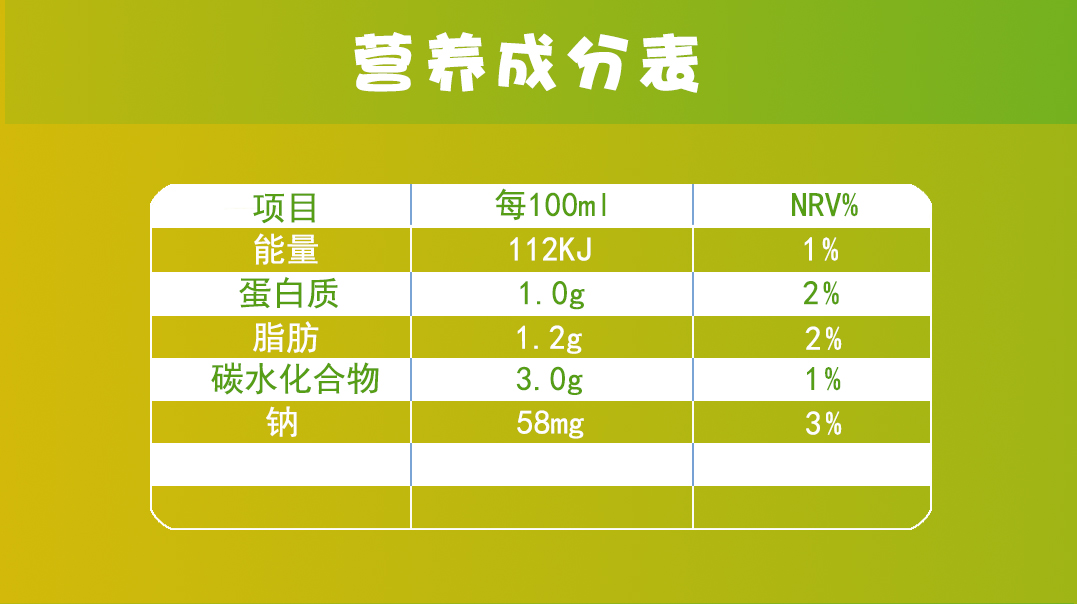 营养成分表
项目 每100ml NRV%
能量 112KJ 1%
蛋白质 1.0g 2%
脂肪 1.2g 2%
碳水化合物 3.0g 1%
钠 58mg 3%